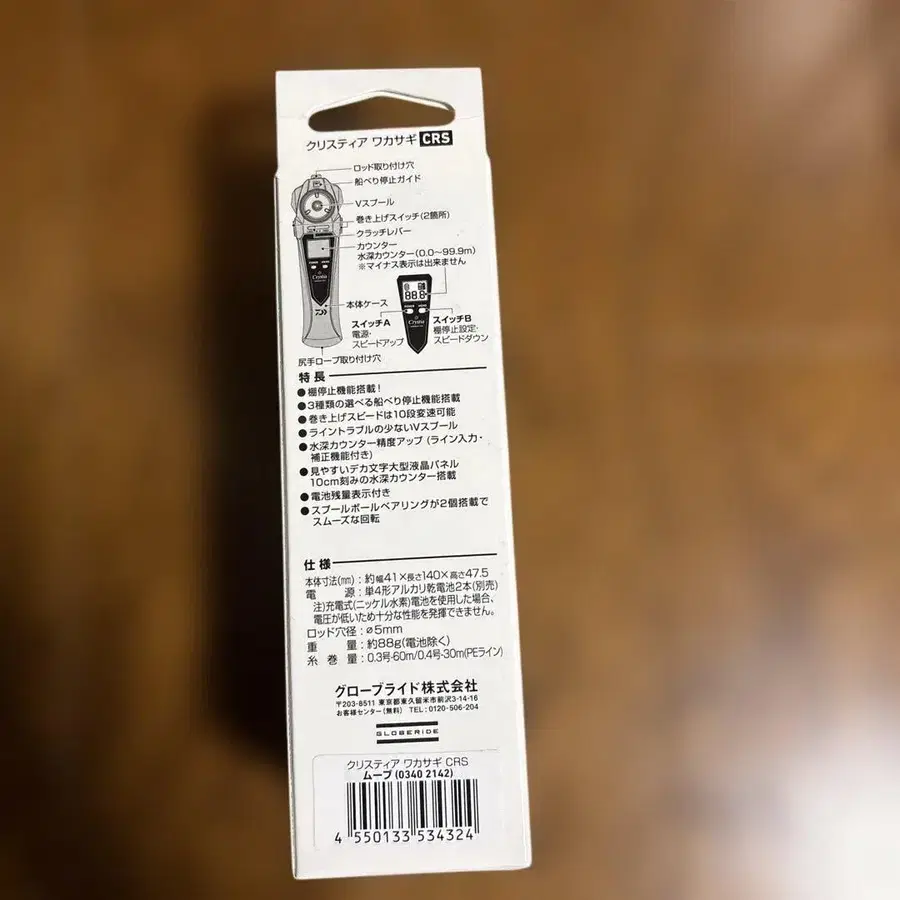 クリスティア ワカサギ CRS
ロッド取り付け穴
船べり停止ガイド
Vスプール
巻き上げスイッチ(2箇所)
クラッチレバー
カウンター
水深カウンター(0.0～99.9m)
※マイナス表示は出来ません
88.8
Crystia
本体ケース
スイッチA
電源・
スピードアップ
スイッチB
棚停止設定・
スピードダウン
尻手ロープ取り付け穴
特長
●棚停止機能搭載!
●3種類の選べる船べり停止機能搭載
●巻き上げスピードは10段変速可能
●ライントラブルの少ないVスプール
●水深カウンター精度アップ(ライン入力・
補正機能付き)
●見やすいデカ文字大型液晶パネル
10cm刻みの水深カウンター搭載
●電池残量表示付き
●スプールボールベアリングが2個搭載で
スムーズな回転
仕様
本体寸法(mm):約幅41×長さ140×高さ47.5
電源:単4形アルカリ乾電池2本(別売)
注)充電式(ニッケル水素)電池を使用した場合、
電圧が低いため十分な性能を発揮できません。
ロッド穴径:ø5mm
重量:約88g(電池除く)
糸巻量:0.3号-60m/0.4号-30m(PEライン)
グローブライド株式会社
〒203-8511 東京都東久留米市前沢3-14-16
お客様センター(無料) TEL:0120-506-204
GLOBERIDE
クリスティア ワカサギ CRS
ムーブ(0340 2142)
4 550133 534324